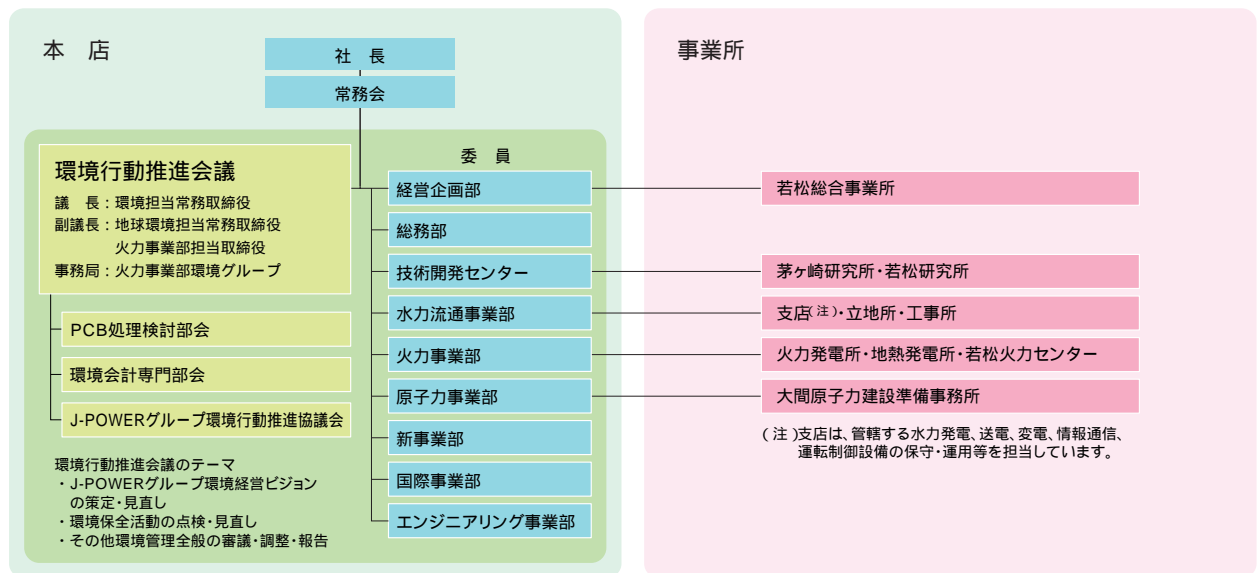 本 店
社 長
常務会
環境行動推進会議
議 長：環境担当常務取締役
副議長：地球環境担当常務取締役
火力事業部担当取締役
事務局：火力事業部環境グループ
PCB処理検討部会
環境会計専門部会
J-POWERグループ環境行動推進協議会
環境行動推進会議のテーマ
・J-POWERグループ環境経営ビジョン
の策定・見直し
・環境保全活動の点検・見直し
・その他環境管理全般の審議・調整・報告
委 員
経営企画部
総務部
技術開発センター
水力流通事業部
火力事業部
原子力事業部
新事業部
国際事業部
エンジニアリング事業部
事業所
若松総合事業所
茅ヶ崎研究所・若松研究所
支店(注)・立地所・工事所
火力発電所・地熱発電所・若松火力センター
大間原子力建設準備事務所
(注)支店は、管轄する水力発電、送電、変電、情報通信、
運転制御設備の保守・運用等を担当しています。